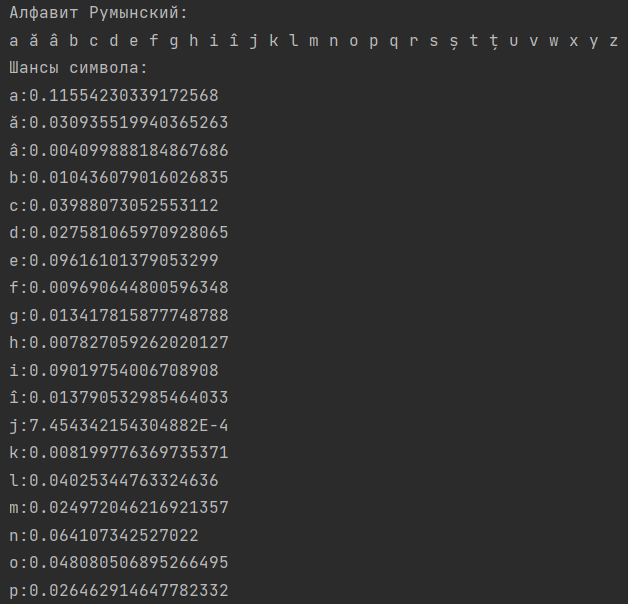 Алфавит Румынский:
a ă â b c d e f g h i î j k l m n o p q r s ș t ț u v w x y z
Шансы символа:
a:0.11554230339172568
ă:0.030935519940365263
â:0.004099888184867686
b:0.010436079016026835
c:0.03988073052553112
d:0.027581065970928065
e:0.09616101379053299
f:0.009690644800596348
g:0.013417815877748788
h:0.007827059262020127
i:0.09019754006708908
î:0.013790532985464033
j:7.454342154304882E-4
k:0.008199776369735371
l:0.04025344763324636
m:0.024972046216921357
n:0.064107342527022
o:0.048080506895266495
p:0.026462914647782332